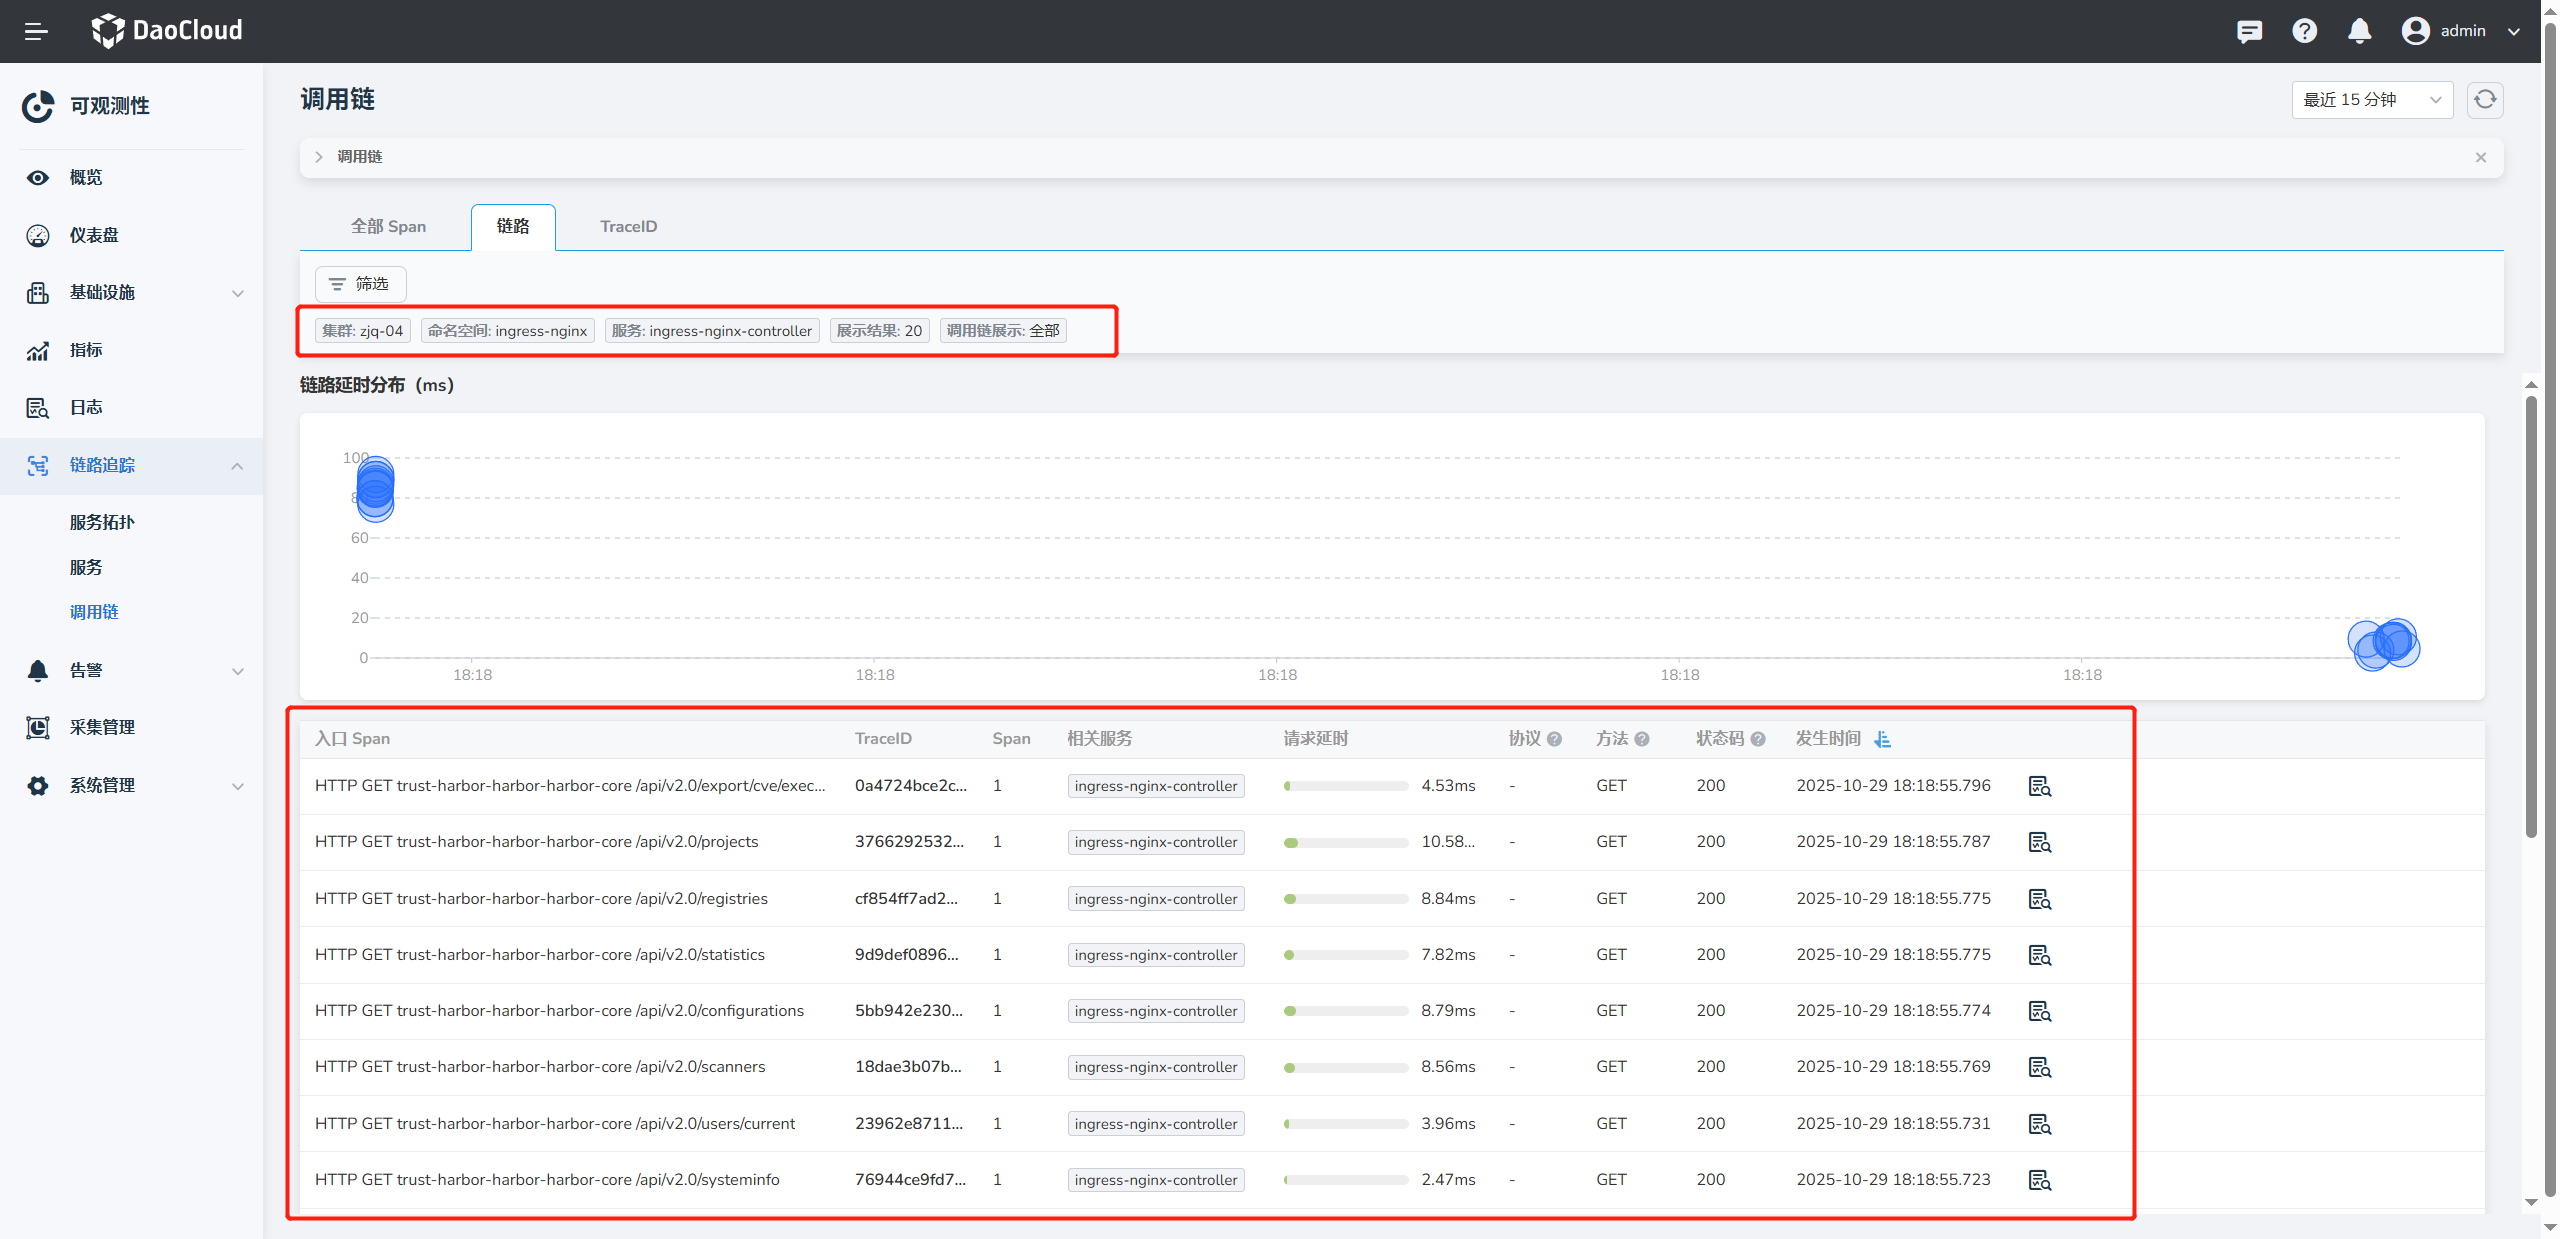 DaoCloud
admin
可观测性
概览
仪表盘
基础设施
指标
日志
链路追踪
服务拓扑
服务
调用链
告警
采集管理
系统管理
调用链
最近 15 分钟
调用链
全部 Span
链路
TraceID
筛选
集群: zjq-04
命名空间: ingress-nginx
服务: ingress-nginx-controller
展示结果: 20
调用链展示: 全部
链路延时分布（ms）
100
60
40
20
0
18:18
18:18
18:18
18:18
18:18
入口 Span TraceID Span 相关服务 请求延时 协议 方法 状态码 发生时间
HTTP GET trust-harbor-harbor-harbor-core /api/v2.0/export/cve/exec... 0a4724bce2c... 1 ingress-nginx-controller 4.53ms - GET 200 2025-10-29 18:18:55.796
HTTP GET trust-harbor-harbor-harbor-core /api/v2.0/projects 3766292532... 1 ingress-nginx-controller 10.58... - GET 200 2025-10-29 18:18:55.787
HTTP GET trust-harbor-harbor-harbor-core /api/v2.0/registries cf854ff7ad2... 1 ingress-nginx-controller 8.84ms - GET 200 2025-10-29 18:18:55.775
HTTP GET trust-harbor-harbor-harbor-core /api/v2.0/statistics 9d9def0896... 1 ingress-nginx-controller 7.82ms - GET 200 2025-10-29 18:18:55.775
HTTP GET trust-harbor-harbor-harbor-core /api/v2.0/configurations 5bb942e230... 1 ingress-nginx-controller 8.79ms - GET 200 2025-10-29 18:18:55.774
HTTP GET trust-harbor-harbor-harbor-core /api/v2.0/scanners 18dae3b07b... 1 ingress-nginx-controller 8.56ms - GET 200 2025-10-29 18:18:55.769
HTTP GET trust-harbor-harbor-harbor-core /api/v2.0/users/current 23962e8711... 1 ingress-nginx-controller 3.96ms - GET 200 2025-10-29 18:18:55.731
HTTP GET trust-harbor-harbor-harbor-core /api/v2.0/systeminfo 76944ce9fd7... 1 ingress-nginx-controller 2.47ms - GET 200 2025-10-29 18:18:55.723